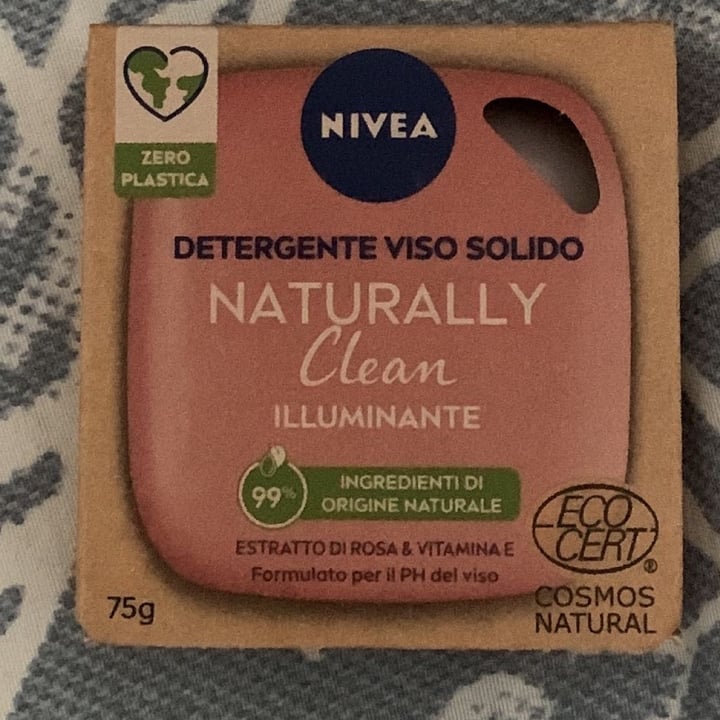 NIVEA
ZERO
PLASTICA
DETERGENTE VISO SOLIDO
NATURALLY
Clean
ILLUMINANTE
99%
INGREDIENTI DI
ORIGINE NATURALE
ESTRATTO DI ROSA & VITAMINA E
Formulato per il PH del viso
75g
ECO
CERT®
COSMOS
NATURAL